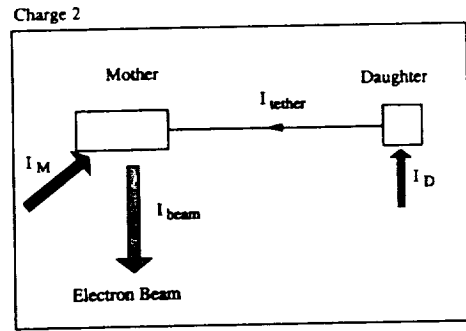 Charge 2
Mother
Daughter
I tether
I M
I D
I beam
Electron Beam